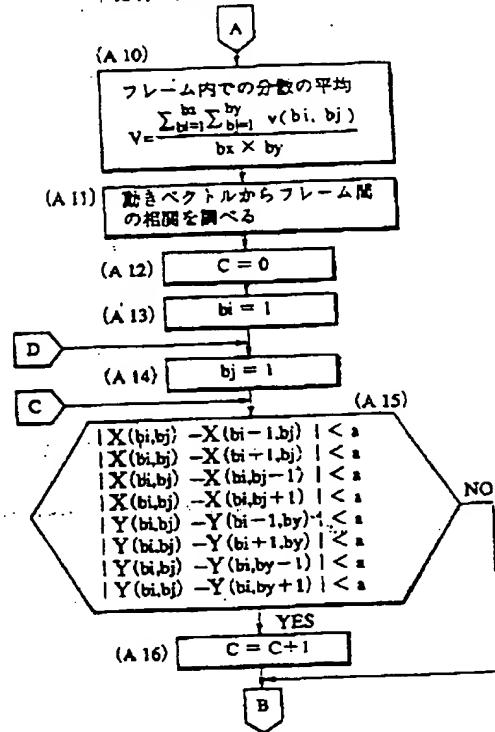 A
(A 10)
フレーム内での分散の平均
V= ∑bx bi=1 ∑by bj=1 v(bi, bj)
bx × by
(A 11)
動きベクトルからフレーム間
の相関を調べる
(A 12)
C = 0
(A 13)
bi = 1
D
(A 14)
bj = 1
C
(A 15)
| X(bi,bj) −X(bi−1,bj) | < a
| X(bi,bj) −X(bi+1,bj) | < a
| X(bi,bj) −X(bi,bj−1) | < a
| X(bi,bj) −X(bi,bj+1) | < a
| Y(bi,bj) −Y(bi−1,by) | < a
| Y(bi,bj) −Y(bi+1,by) | < a
| Y(bi,bj) −Y(bi,by−1) | < a
| Y(bi,bj) −Y(bi,by+1) | < a
NO
YES
(A 16)
C = C+1
B